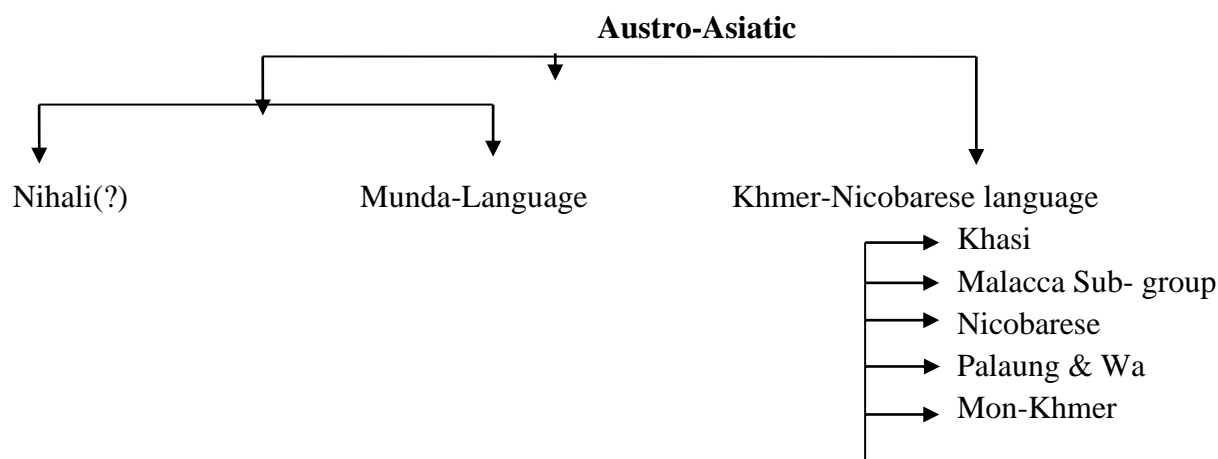 Austro-Asiatic
Nihali(?) Munda-Language Khmer-Nicobarese language
Khasi
Malacca Sub- group
Nicobarese
Palaung & Wa
Mon-Khmer